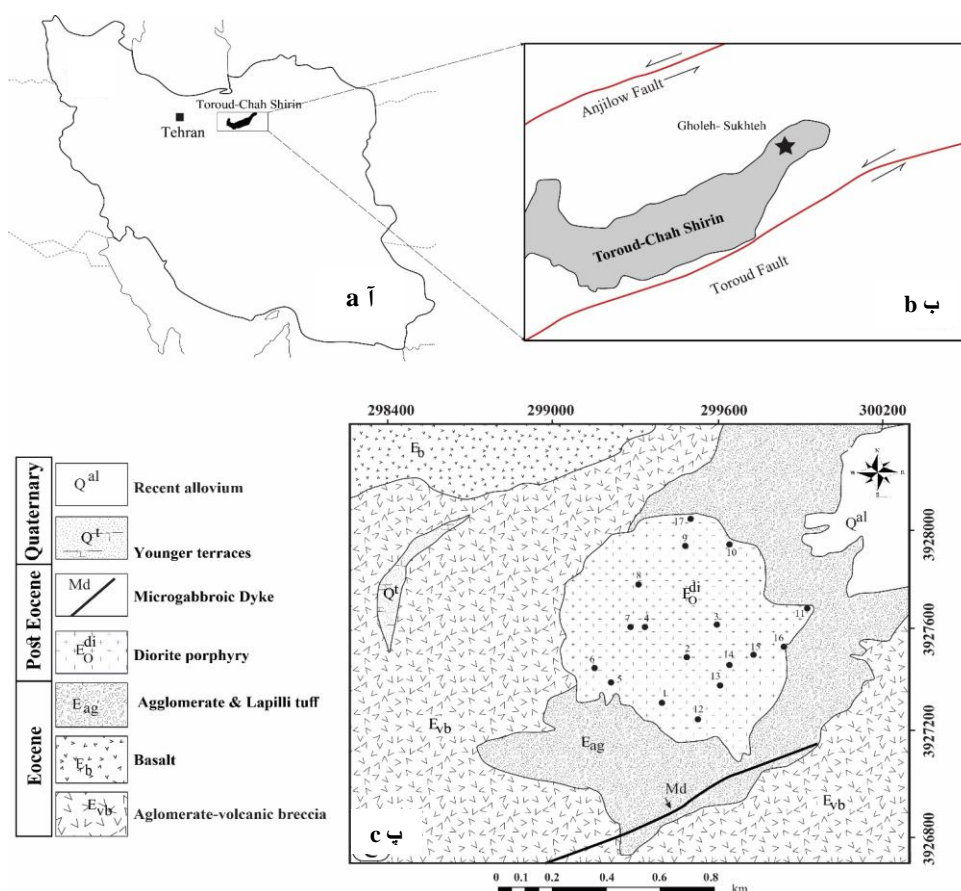 Toroud-Chah Shirin
Tehran
a آ
Anjilow Fault
Gholeh- Sukhteh
Toroud-Chah Shirin
Toroud Fault
b ب
298400 299000 299600 300200
3928000
3927600
3927200
3926800
Quaternary
Q al Recent allovium
Q t Younger terraces
Post Eocene
Md Microgabbroic Dyke
E O di Diorite porphyry
Eocene
E ag Agglomerate & Lapilli tuff
E b Basalt
E vb Aglomerate-volcanic breccia
E b
Q al
Q t
E O di
E vb
E ag
Md
E vb
17
9
10
8
11
7 4
3
16
15
2
14
6
5
13
1
12
c پ
0 0.1 0.2 0.4 0.6 0.8
km